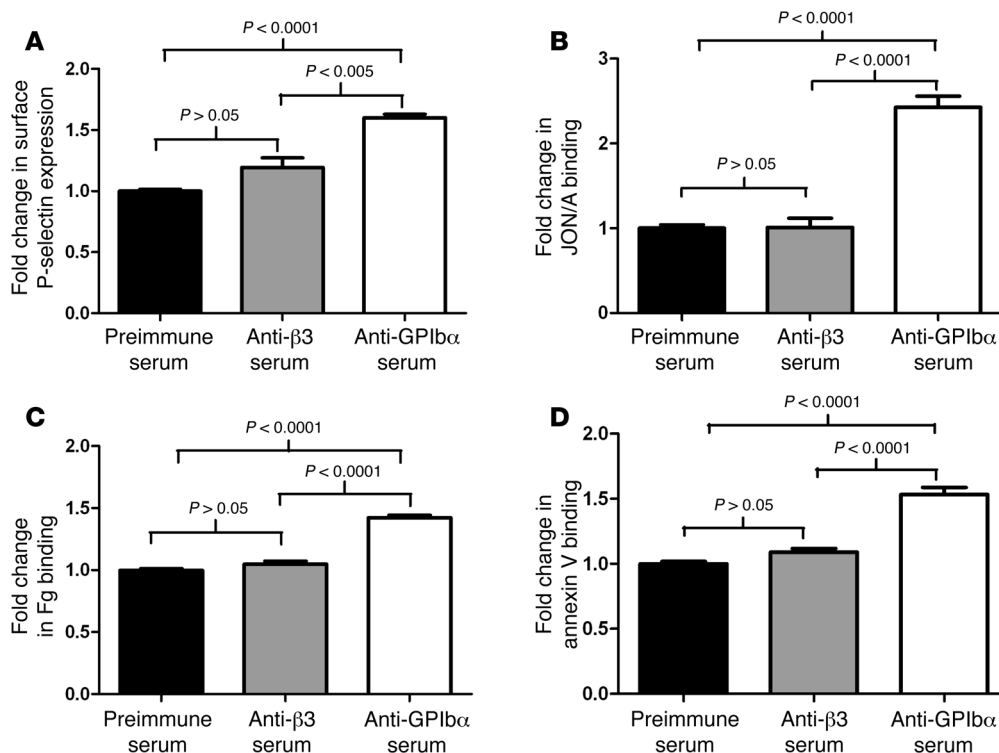 A
P < 0.0001
P < 0.005
P > 0.05
Fold change in surface
P-selectin expression
2.0
1.5
1.0
0.5
0.0
Preimmune
serum
Anti-β3
serum
Anti-GPIbα
serum
B
P < 0.0001
P < 0.0001
P > 0.05
Fold change in
JON/A binding
3
2
1
0
Preimmune
serum
Anti-β3
serum
Anti-GPIbα
serum
C
P < 0.0001
P < 0.0001
P > 0.05
Fold change
in Fg binding
2.0
1.5
1.0
0.5
0.0
Preimmune
serum
Anti-β3
serum
Anti-GPIbα
serum
D
P < 0.0001
P < 0.0001
P > 0.05
Fold change in
annexin V binding
2.0
1.5
1.0
0.5
0.0
Preimmune
serum
Anti-β3
serum
Anti-GPIbα
serum